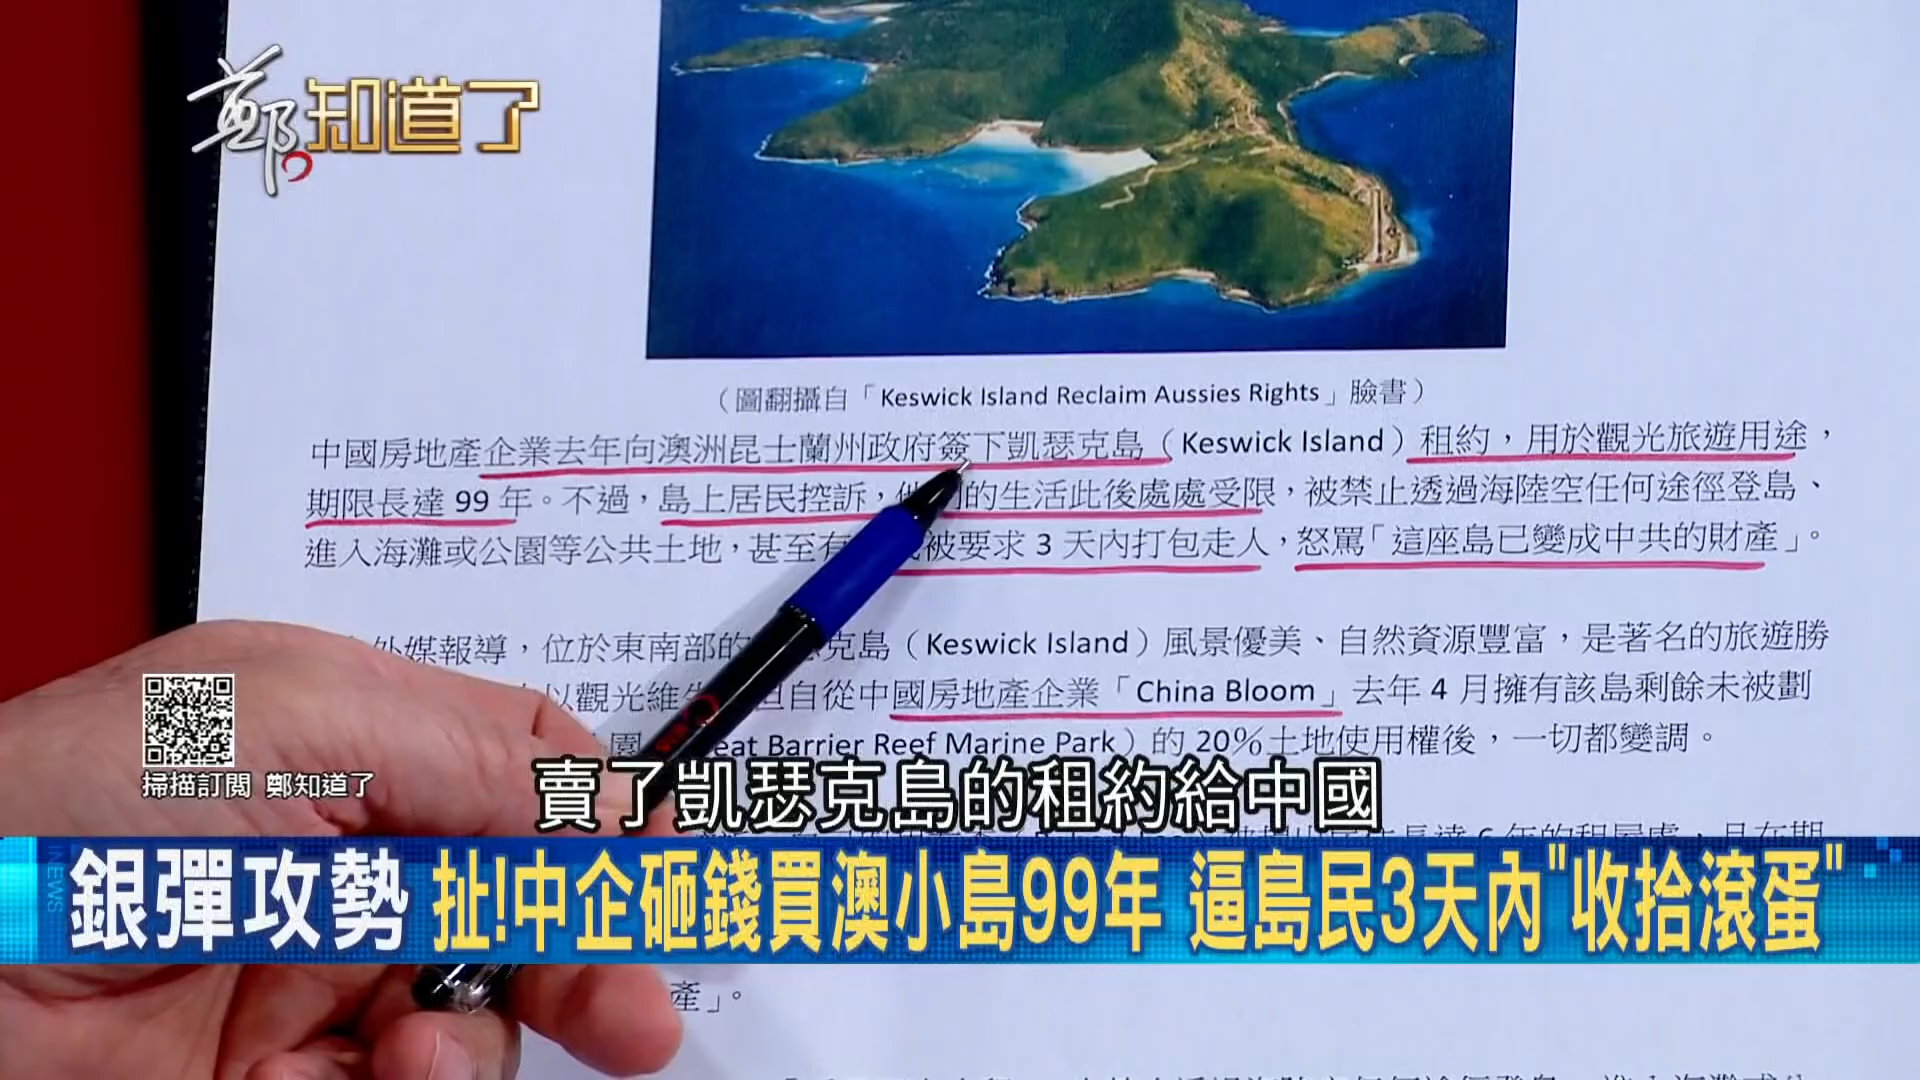 鄭知道了
（圖翻攝自「Keswick Island Reclaim Aussies Rights」臉書）
中國房地產企業去年向澳洲昆士蘭州政府簽下凱瑟克島（Keswick Island）租約，用於觀光旅遊用途，
期限長達 99 年。不過，島上居民控訴，他們的生活此後處處受限，被禁止透過海陸空任何途徑登島、
進入海灘或公園等公共土地，甚至有 被要求 3 天內打包走人，怒罵「這座島已變成中共的財產」。
外媒報導，位於東南部的 克島（Keswick Island）風景優美、自然資源豐富，是著名的旅遊勝
以觀光維生 但自從中國房地產企業「China Bloom」去年 4 月擁有該島剩餘未被劃
園 eat Barrier Reef Marine Park）的 20%土地使用權後，一切都變調。
掃描訂閱 鄭知道了
賣了凱瑟克島的租約給中國
NEWS
銀彈攻勢 扯!中企砸錢買澳小島99年 逼島民3天內"收拾滾蛋"
產」。